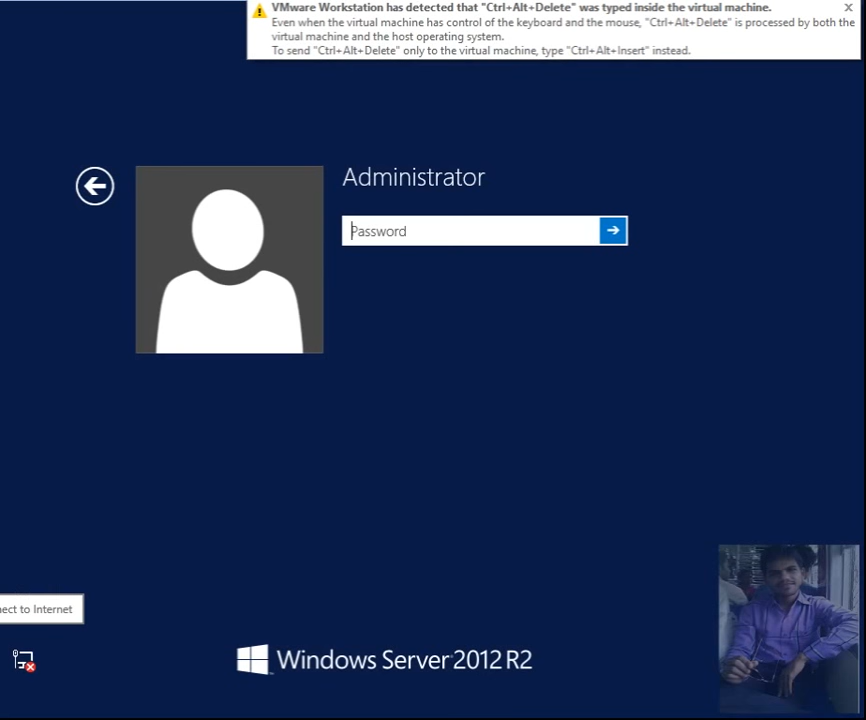 VMware Workstation has detected that "Ctrl+Alt+Delete" was typed inside the virtual machine.
Even when the virtual machine has control of the keyboard and the mouse, "Ctrl+Alt+Delete" is processed by both the
virtual machine and the host operating system.
To send "Ctrl+Alt+Delete" only to the virtual machine, type "Ctrl+Alt+Insert" instead.
Administrator
Password
to Internet
Windows Server 2012 R2